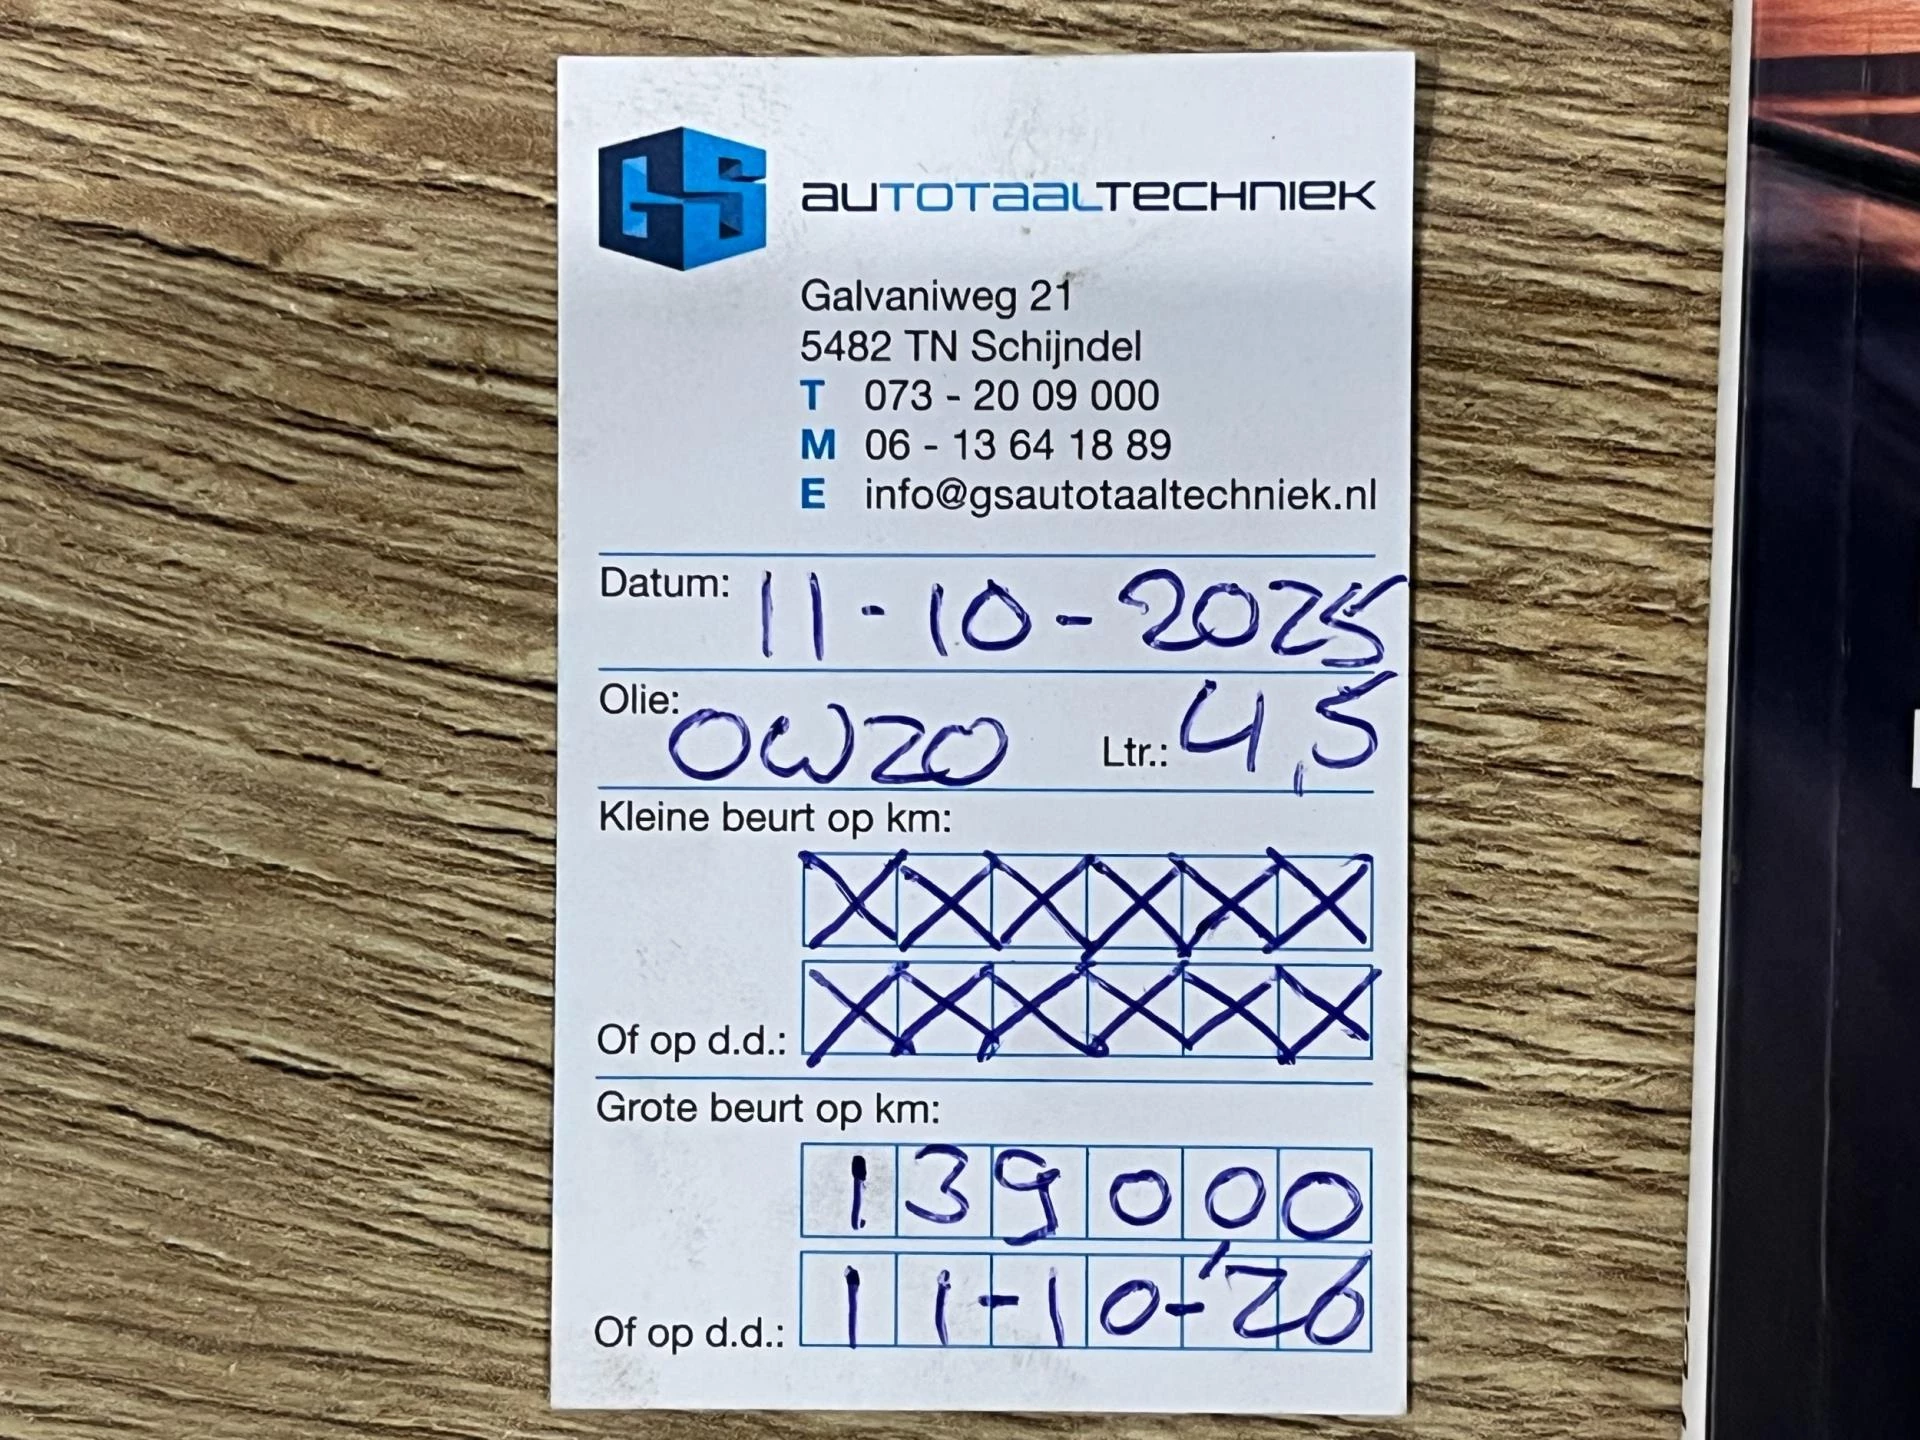 GS auTOTaaLTECHNIEK
Galvaniweg 21
5482 TN Schijndel
T 073 - 20 09 000
M 06 - 13 64 18 89
E info@gsautotaaltechniek.nl
Datum: 11-10-2025
Olie: 0W20 Ltr.: 4,5
Kleine beurt op km:
XXXXXX
Of op d.d.: XXXXXX
Grote beurt op km:
139000
Of op d.d.: 11-10-'26